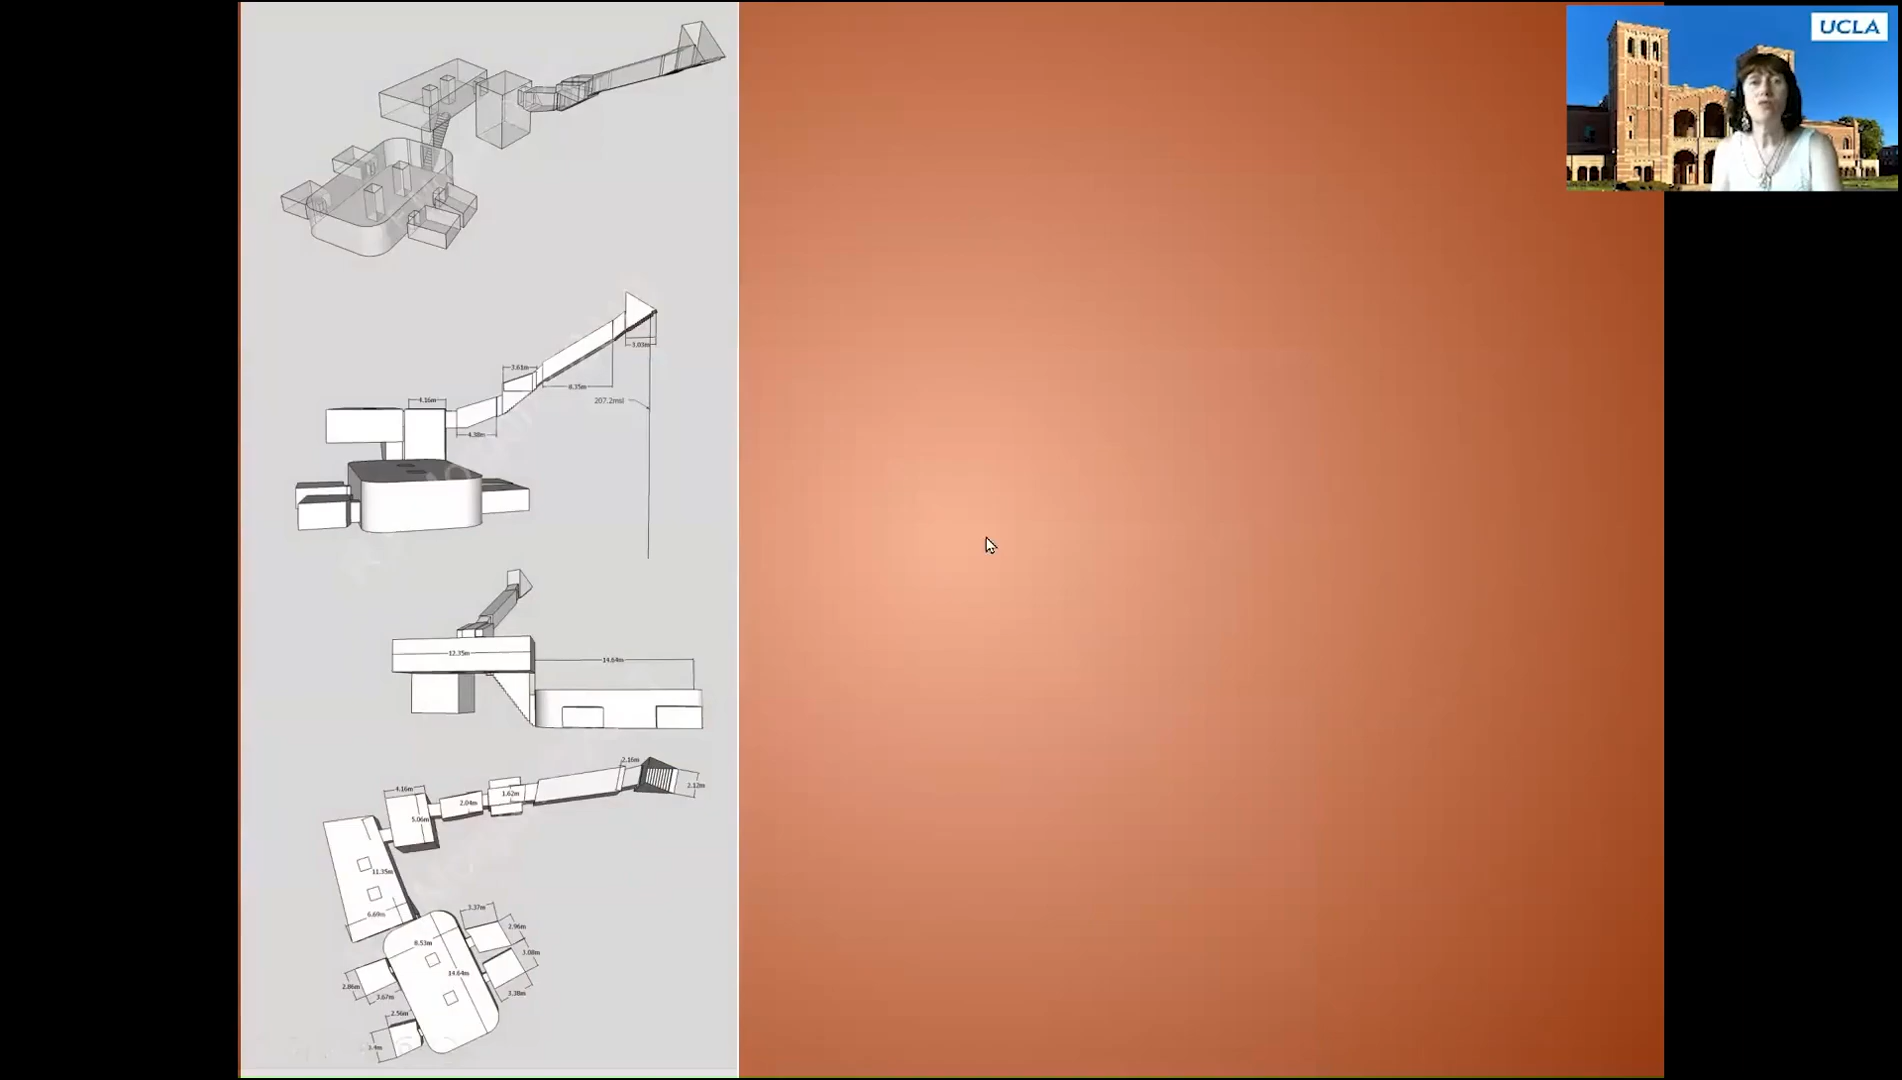 UCLA
3.03m
3.61m
8.35m
207.2msl
4.16m
4.38m
12.35m
14.64m
2.16m
2.12m
4.16m
1.62m
2.04m
5.06m
11.35m
6.69m
3.37m
2.96m
8.53m
3.08m
14.64m
2.86m
3.67m
3.38m
2.56m
3.4m